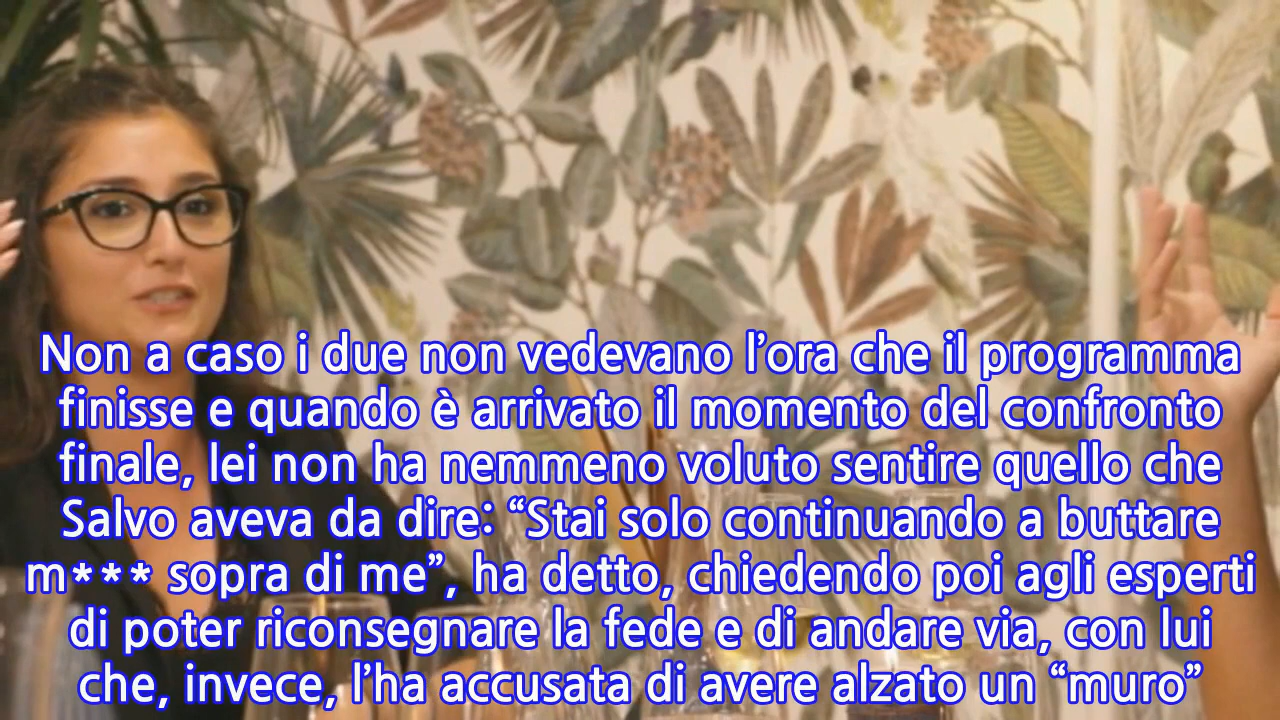 Non a caso i due non vedevano l’ora che il programma
finisse e quando è arrivato il momento del confronto
finale, lei non ha nemmeno voluto sentire quello che
Salvo aveva da dire: “Stai solo continuando a buttare
m*** sopra di me”, ha detto, chiedendo poi agli esperti
di poter riconsegnare la fede e di andare via, con lui
che, invece, l’ha accusata di avere alzato un “muro”